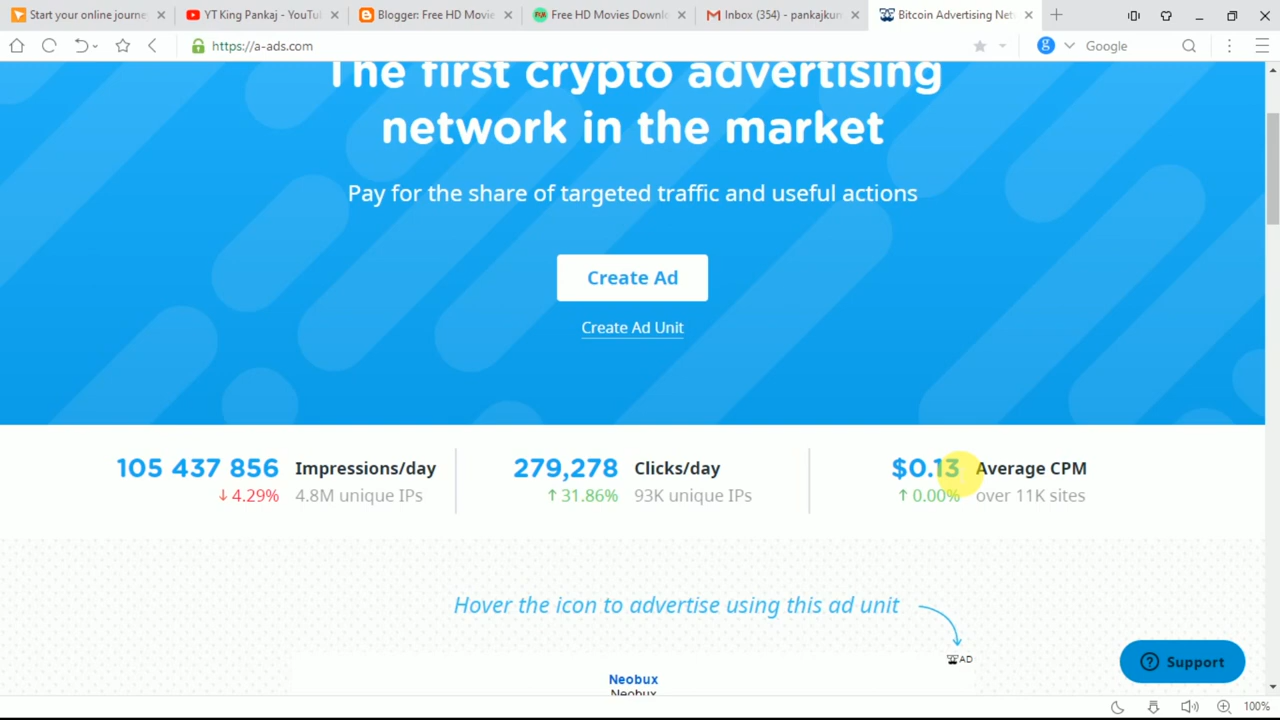 Start your online journe
YT King Pankaj - YouTu
Blogger: Free HD Movie
Free HD Movies Downl
Inbox (354) - pankajkun
Bitcoin Advertising Net
https://a-ads.com
Google
The first crypto advertising
network in the market
Pay for the share of targeted traffic and useful actions
Create Ad
Create Ad Unit
105 437 856 Impressions/day
↓ 4.29% 4.8M unique IPs
279,278 Clicks/day
↑ 31.86% 93K unique IPs
$0.13 Average CPM
↑ 0.00% over 11K sites
Hover the icon to advertise using this ad unit
AD
Neobux
Neobux
Support
100%